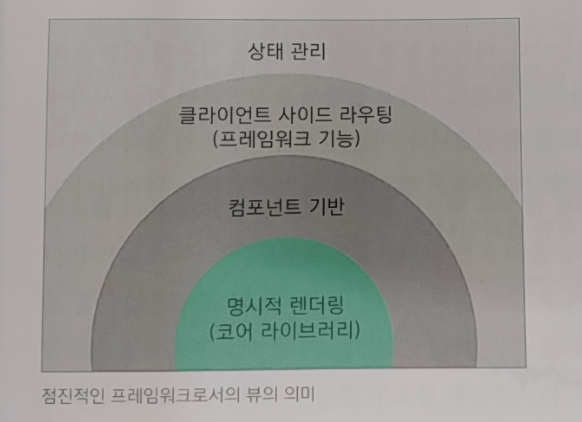 상태 관리
클라이언트 사이드 라우팅
(프레임워크 기능)
컴포넌트 기반
명시적 렌더링
(코어 라이브러리)
점진적인 프레임워크로서의 뷰의 의미